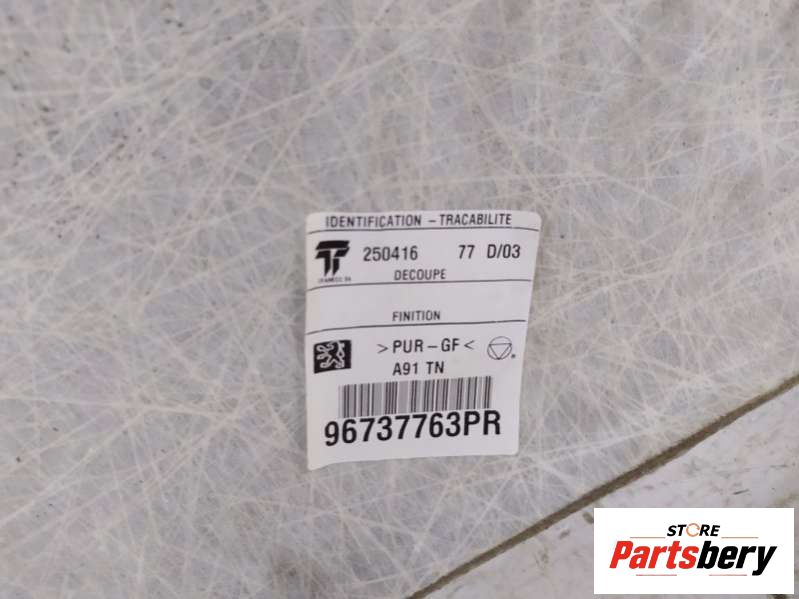 IDENTIFICATION - TRACABILITE
250416 77 D/03
DECOUPE
FINITION
>PUR-GF<
A91 TN
96737763PR
STORE
Partsbery